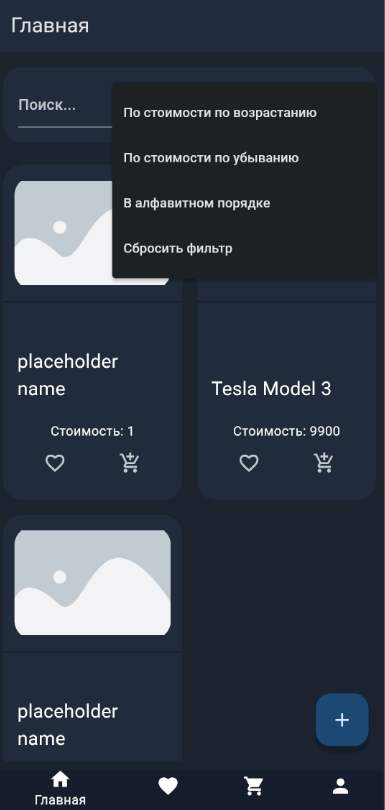 Главная
Поиск...
По стоимости по возрастанию
По стоимости по убыванию
В алфавитном порядке
Сбросить фильтр
placeholder
name
Стоимость: 1
Tesla Model 3
Стоимость: 9900
placeholder
name
Главная